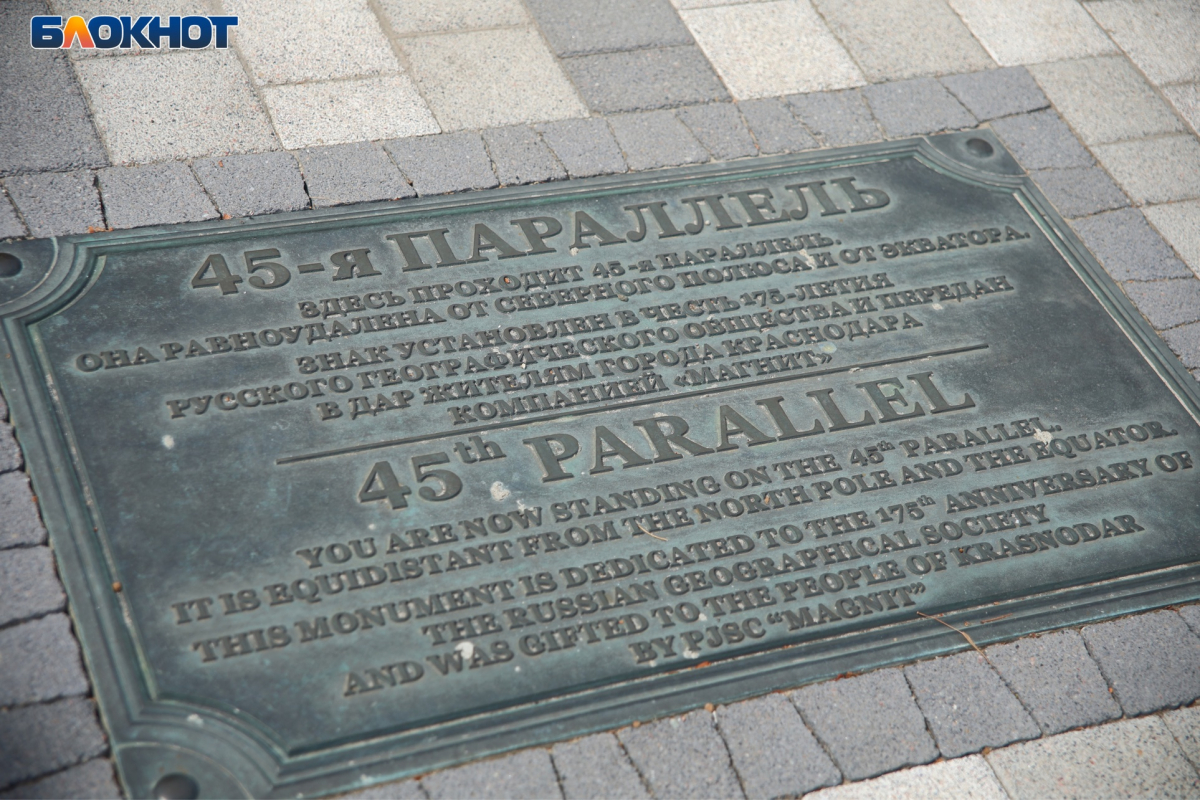 БЛОКНОТ
45-я ПАРАЛЛЕЛЬ
ЗДЕСЬ ПРОХОДИТ 45-я ПАРАЛЛЕЛЬ.
ОНА РАВНОУДАЛЕНА ОТ СЕВЕРНОГО ПОЛЮСА И ОТ ЭКВАТОРА.
ЗНАК УСТАНОВЛЕН В ЧЕСТЬ 175-ЛЕТИЯ
РУССКОГО ГЕОГРАФИЧЕСКОГО ОБЩЕСТВА И ПЕРЕДАН
В ДАР ЖИТЕЛЯМ ГОРОДА КРАСНОДАРА
КОМПАНИЕЙ «МАГНИТ»
45th PARALLEL
YOU ARE NOW STANDING ON THE 45th PARALLEL.
IT IS EQUIDISTANT FROM THE NORTH POLE AND THE EQUATOR.
THIS MONUMENT IS DEDICATED TO THE 175th ANNIVERSARY OF
THE RUSSIAN GEOGRAPHICAL SOCIETY
AND WAS GIFTED TO THE PEOPLE OF KRASNODAR
BY PJSC “MAGNIT”